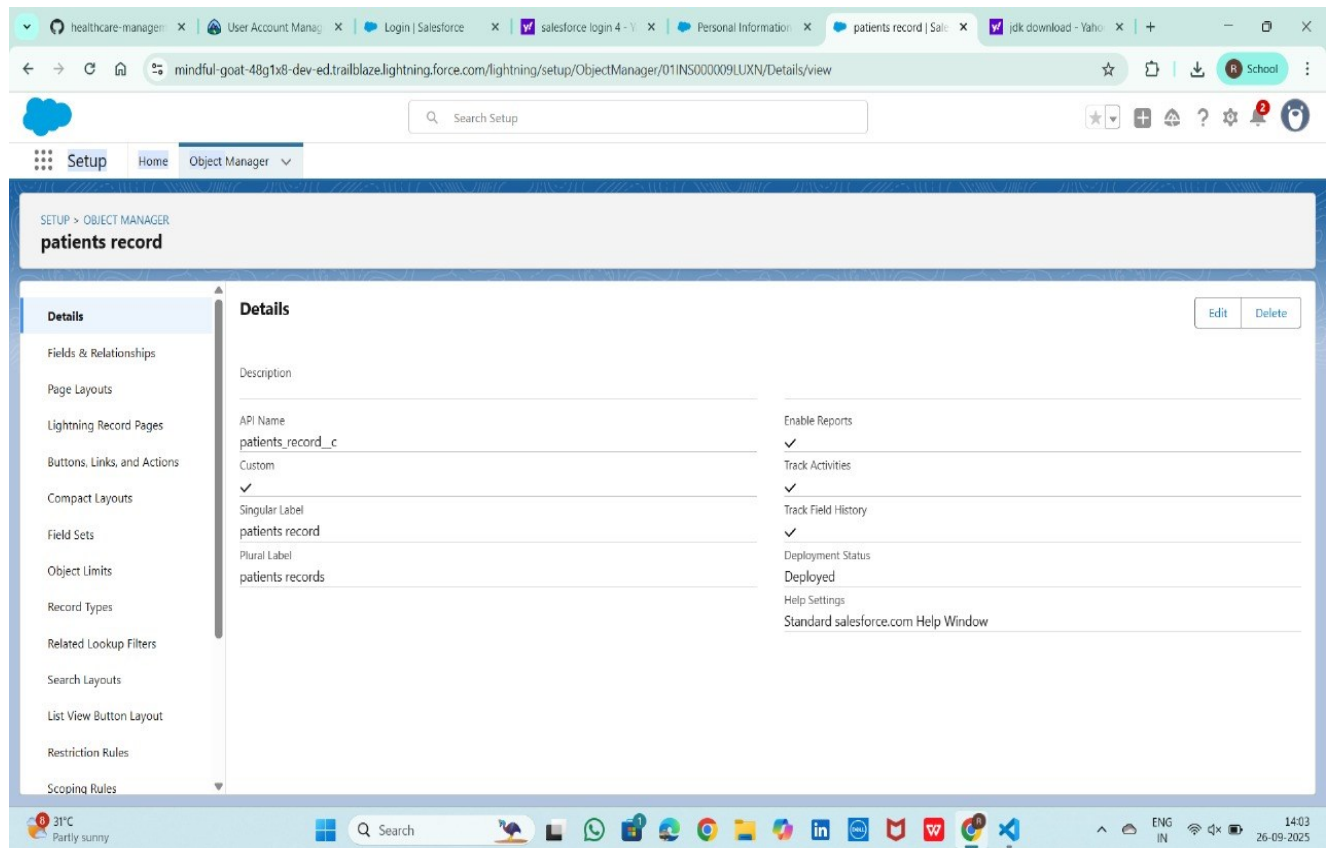 healthcare-managem
User Account Manag
Login | Salesforce
salesforce login 4 - Y
Personal Information
patients record | Sale
jdk download - Yaho
mindful-goat-48g1x8-dev-ed.trailblaze.lightning.force.com/lightning/setup/ObjectManager/01INS000009LUXN/Details/view
R School
Search Setup
2
Setup Home Object Manager
SETUP > OBJECT MANAGER
patients record
Details
Fields & Relationships
Page Layouts
Lightning Record Pages
Buttons, Links, and Actions
Compact Layouts
Field Sets
Object Limits
Record Types
Related Lookup Filters
Search Layouts
List View Button Layout
Restriction Rules
Scoping Rules
Details
Edit Delete
Description
API Name
patients_record__c
Custom
Singular Label
patients record
Plural Label
patients records
Enable Reports
Track Activities
Track Field History
Deployment Status
Deployed
Help Settings
Standard salesforce.com Help Window
8
31°C
Partly sunny
Search
1
in
DELL
W
R
ENG
IN
14:03
26-09-2025